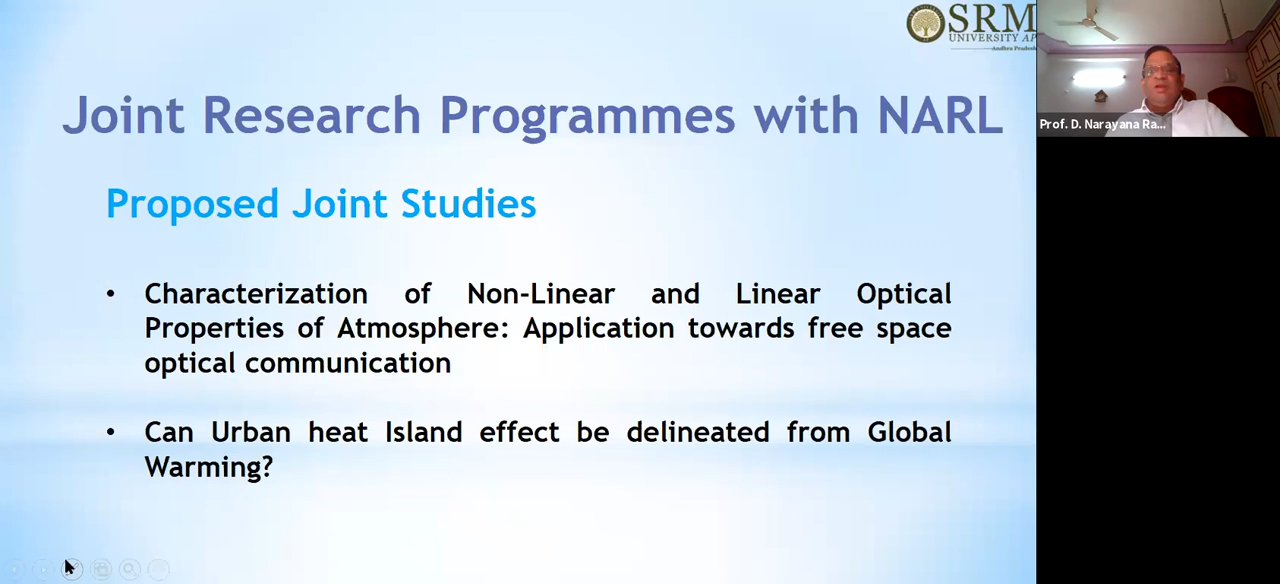 SRM
UNIVERSITY AP
Andhra Pradesh
Joint Research Programmes with NARL
Prof. D. Narayana Ra...
Proposed Joint Studies
• Characterization of Non-Linear and Linear Optical
Properties of Atmosphere: Application towards free space
optical communication
• Can Urban heat Island effect be delineated from Global
Warming?